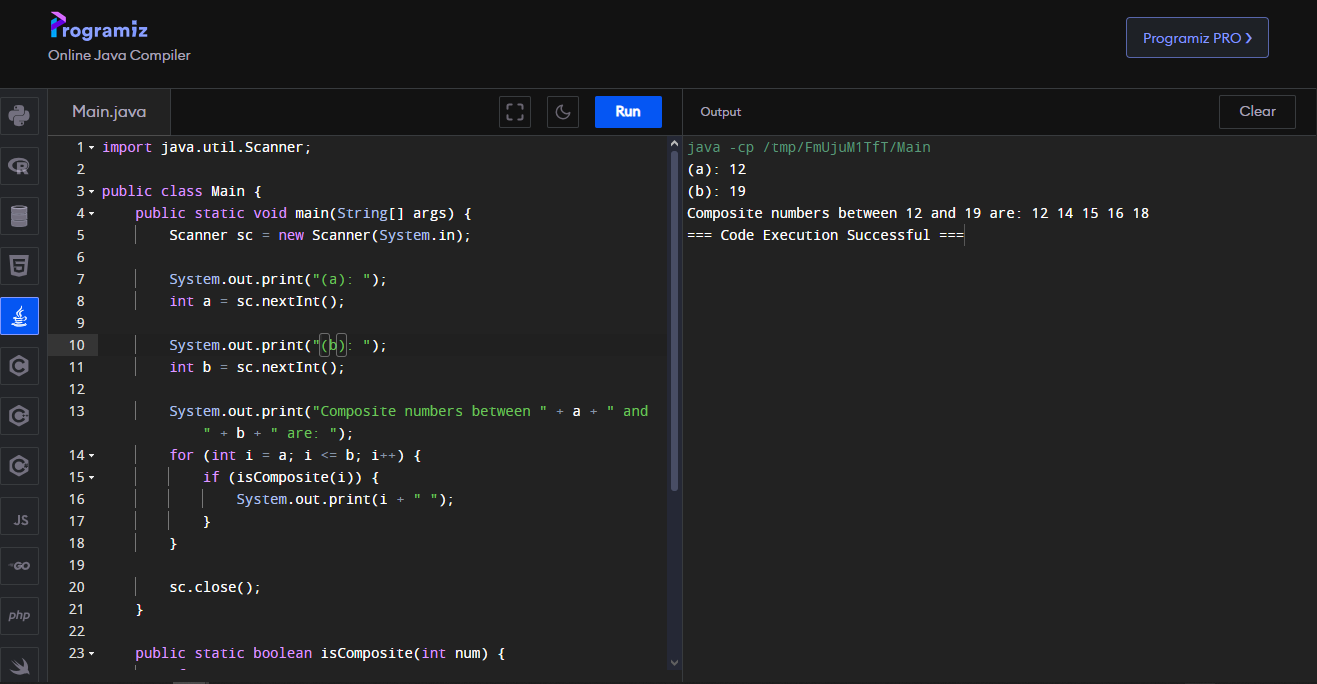 Programiz
Online Java Compiler
Programiz PRO ❯
Main.java
Run
Output
Clear
1 import java.util.Scanner;
2
3 public class Main {
4 public static void main(String[] args) {
5 Scanner sc = new Scanner(System.in);
6
7 System.out.print("(a): ");
8 int a = sc.nextInt();
9
10 System.out.print("(b): ");
11 int b = sc.nextInt();
12
13 System.out.print("Composite numbers between " + a + " and
" + b + " are: ");
14 for (int i = a; i <= b; i++) {
15 if (isComposite(i)) {
16 System.out.print(i + " ");
17 }
18 }
19
20 sc.close();
21 }
22
23 public static boolean isComposite(int num) {
java -cp /tmp/FmUjuM1TfT/Main
(a): 12
(b): 19
Composite numbers between 12 and 19 are: 12 14 15 16 18
=== Code Execution Successful ===
R
5
C
C
C
JS
GO
php